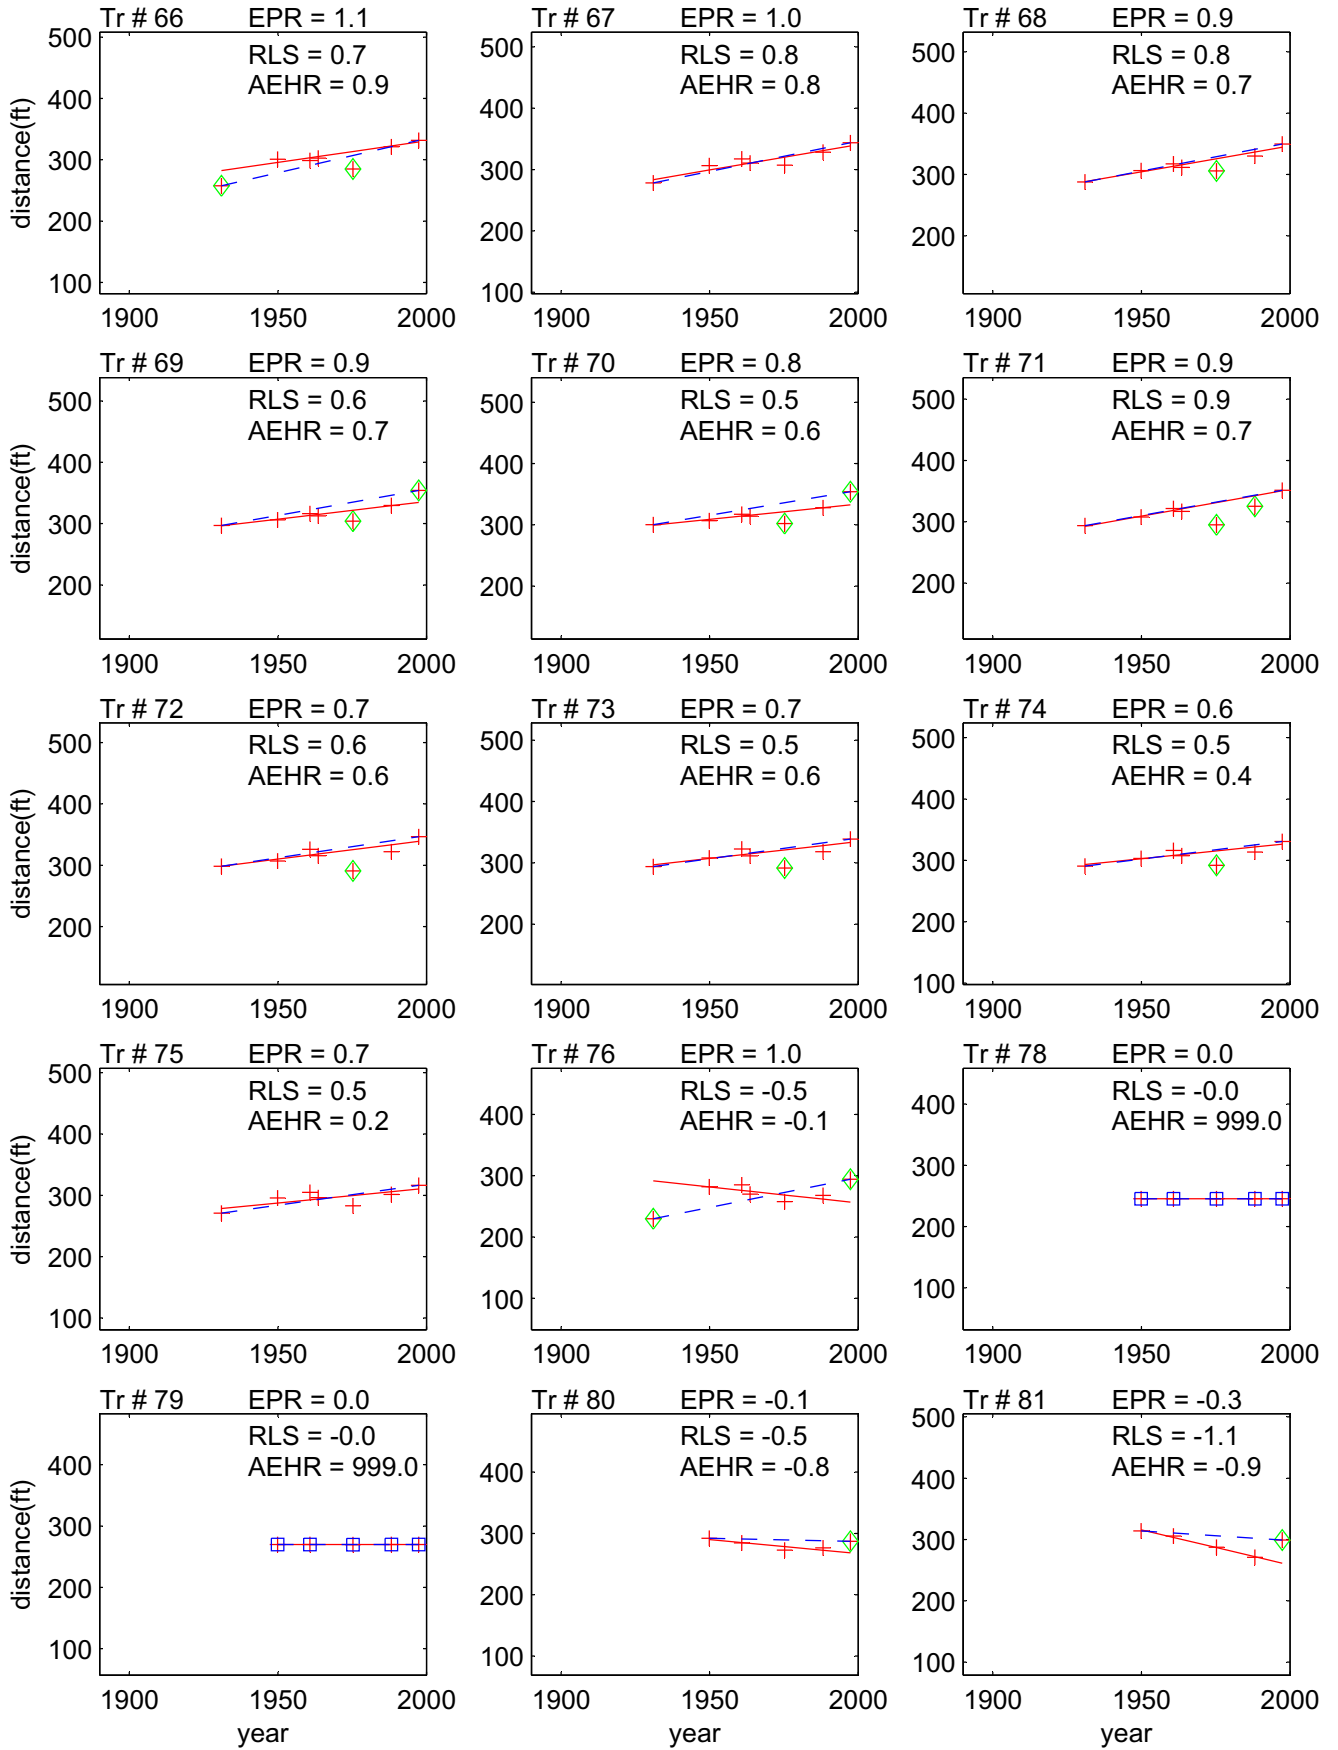 Tr # 66 EPR = 1.1 Tr # 67 EPR = 1.0 Tr # 68 EPR = 0.9
RLS = 0.7
AEHR = 0.9
RLS = 0.8
AEHR = 0.8
RLS = 0.8
AEHR = 0.7
distance(ft)
500
400
300
200
100
500
400
300
200
100
500
400
300
200
1900 1950 2000 1900 1950 2000 1900 1950 2000
Tr # 69 EPR = 0.9 Tr # 70 EPR = 0.8 Tr # 71 EPR = 0.9
RLS = 0.6
AEHR = 0.7
RLS = 0.5
AEHR = 0.6
RLS = 0.9
AEHR = 0.7
distance(ft)
500
400
300
200
500
400
300
200
500
400
300
200
1900 1950 2000 1900 1950 2000 1900 1950 2000
Tr # 72 EPR = 0.7 Tr # 73 EPR = 0.7 Tr # 74 EPR = 0.6
RLS = 0.6
AEHR = 0.6
RLS = 0.5
AEHR = 0.6
RLS = 0.5
AEHR = 0.4
distance(ft)
500
400
300
200
500
400
300
200
500
400
300
200
100
1900 1950 2000 1900 1950 2000 1900 1950 2000
Tr # 75 EPR = 0.7 Tr # 76 EPR = 1.0 Tr # 78 EPR = 0.0
RLS = 0.5
AEHR = 0.2
RLS = -0.5
AEHR = -0.1
RLS = -0.0
AEHR = 999.0
distance(ft)
500
400
300
200
100
400
300
200
100
400
300
200
100
1900 1950 2000 1900 1950 2000 1900 1950 2000
Tr # 79 EPR = 0.0 Tr # 80 EPR = -0.1 Tr # 81 EPR = -0.3
RLS = -0.0
AEHR = 999.0
RLS = -0.5
AEHR = -0.8
RLS = -1.1
AEHR = -0.9
distance(ft)
400
300
200
100
400
300
200
100
500
400
300
200
100
1900 1950 2000 1900 1950 2000 1900 1950 2000
year year year